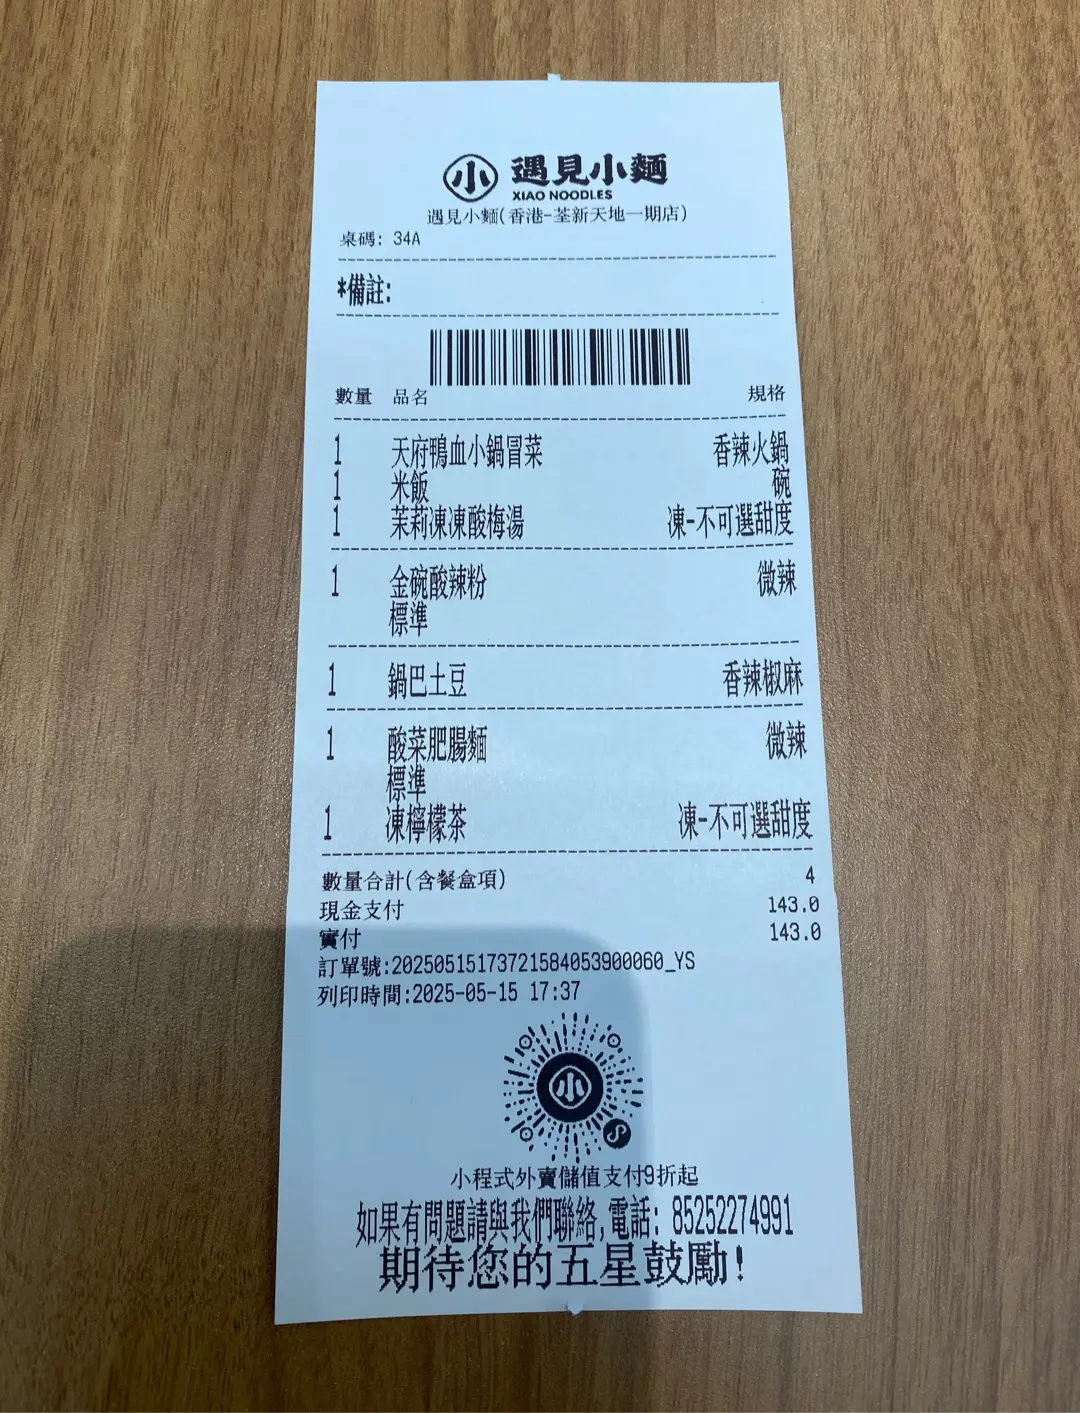 小 遇見小麵
XIAO NOODLES
遇見小麵(香港-荃新天地一期店)
桌碼: 34A
*備註:
數量 品名 規格
1 天府鴨血小鍋冒菜 香辣火鍋
1 米飯 碗
1 茉莉凍凍酸梅湯 凍-不可選甜度
1 金碗酸辣粉 微辣
標準
1 鍋巴土豆 香辣椒麻
1 酸菜肥腸麵 微辣
標準
1 凍檸檬茶 凍-不可選甜度
數量合計(含餐盒項) 4
現金支付 143.0
實付 143.0
訂單號:202505151737215840539​00060_YS
列印時間:2025-05-15 17:37
小
小程式外賣儲值支付9折起
如果有問題請與我們聯絡,電話: 85252274991
期待您的五星鼓勵!